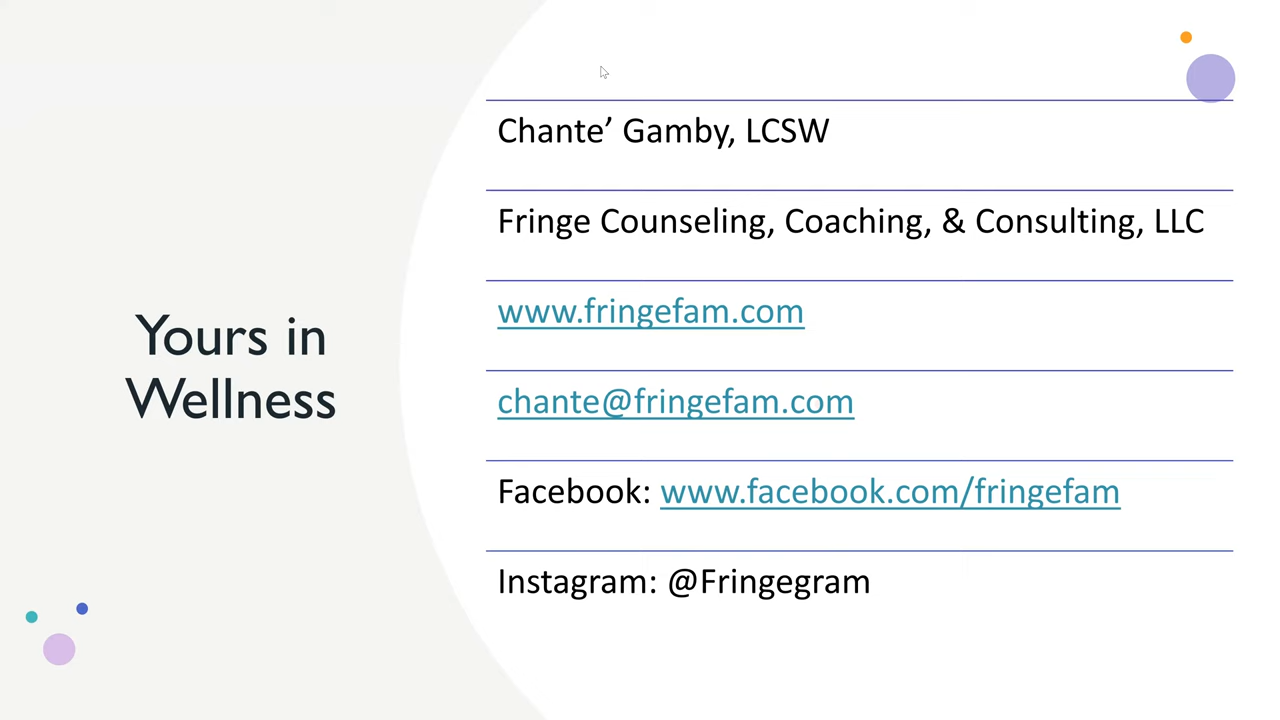 Yours in
Wellness
Chante’ Gamby, LCSW
Fringe Counseling, Coaching, & Consulting, LLC
www.fringefam.com
chante@fringefam.com
Facebook: www.facebook.com/fringefam
Instagram: @Fringegram